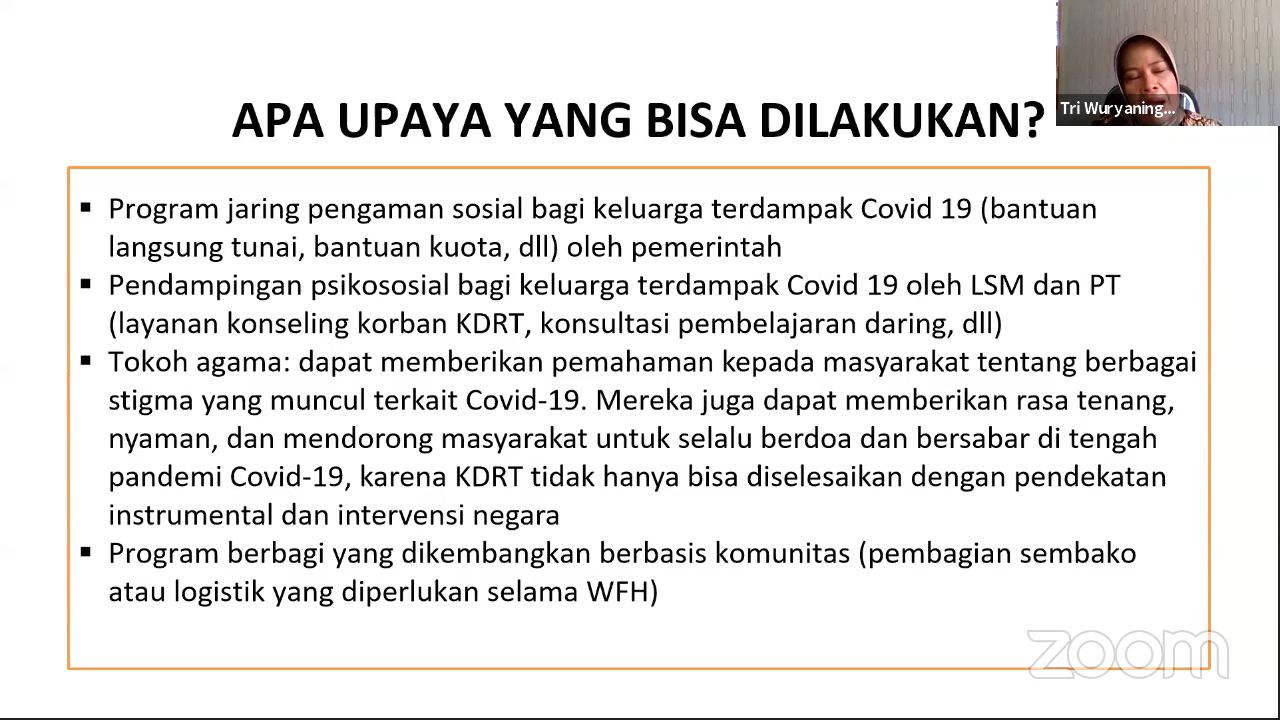 APA UPAYA YANG BISA DILAKUKAN?
Tri Wuryaning...
▪ Program jaring pengaman sosial bagi keluarga terdampak Covid 19 (bantuan
langsung tunai, bantuan kuota, dll) oleh pemerintah
▪ Pendampingan psikososial bagi keluarga terdampak Covid 19 oleh LSM dan PT
(layanan konseling korban KDRT, konsultasi pembelajaran daring, dll)
▪ Tokoh agama: dapat memberikan pemahaman kepada masyarakat tentang berbagai
stigma yang muncul terkait Covid-19. Mereka juga dapat memberikan rasa tenang,
nyaman, dan mendorong masyarakat untuk selalu berdoa dan bersabar di tengah
pandemi Covid-19, karena KDRT tidak hanya bisa diselesaikan dengan pendekatan
instrumental dan intervensi negara
▪ Program berbagi yang dikembangkan berbasis komunitas (pembagian sembako
atau logistik yang diperlukan selama WFH)
zoom